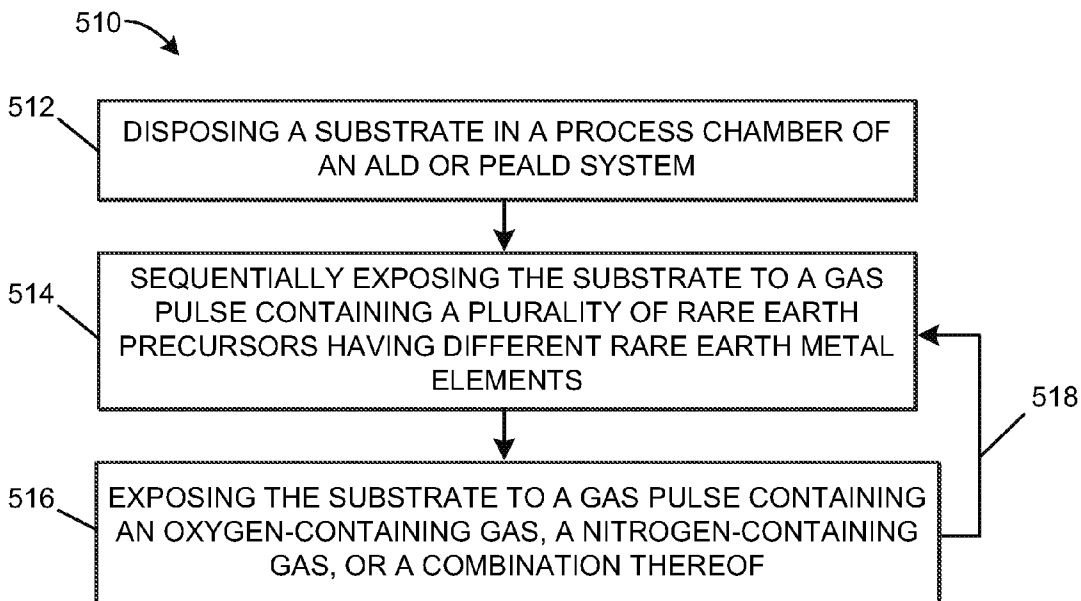 510
512
DISPOSING A SUBSTRATE IN A PROCESS CHAMBER OF
AN ALD OR PEALD SYSTEM
514
SEQUENTIALLY EXPOSING THE SUBSTRATE TO A GAS
PULSE CONTAINING A PLURALITY OF RARE EARTH
PRECURSORS HAVING DIFFERENT RARE EARTH METAL
ELEMENTS
518
516
EXPOSING THE SUBSTRATE TO A GAS PULSE CONTAINING
AN OXYGEN-CONTAINING GAS, A NITROGEN-CONTAINING
GAS, OR A COMBINATION THEREOF